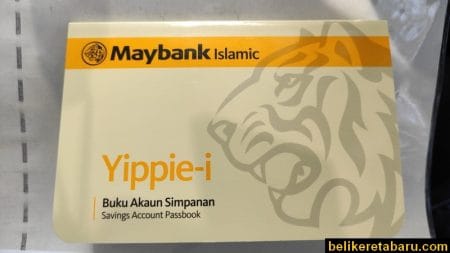 Maybank Islamic
Yippie-i
Buku Akaun Simpanan
Savings Account Passbook
belikeretabaru.com